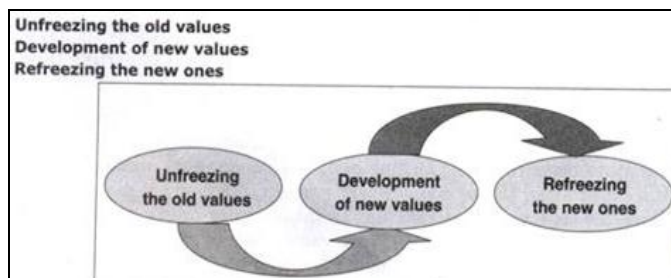 Unfreezing the old values
Development of new values
Refreezing the new ones
Unfreezing
the old values
Development
of new values
Refreezing
the new ones